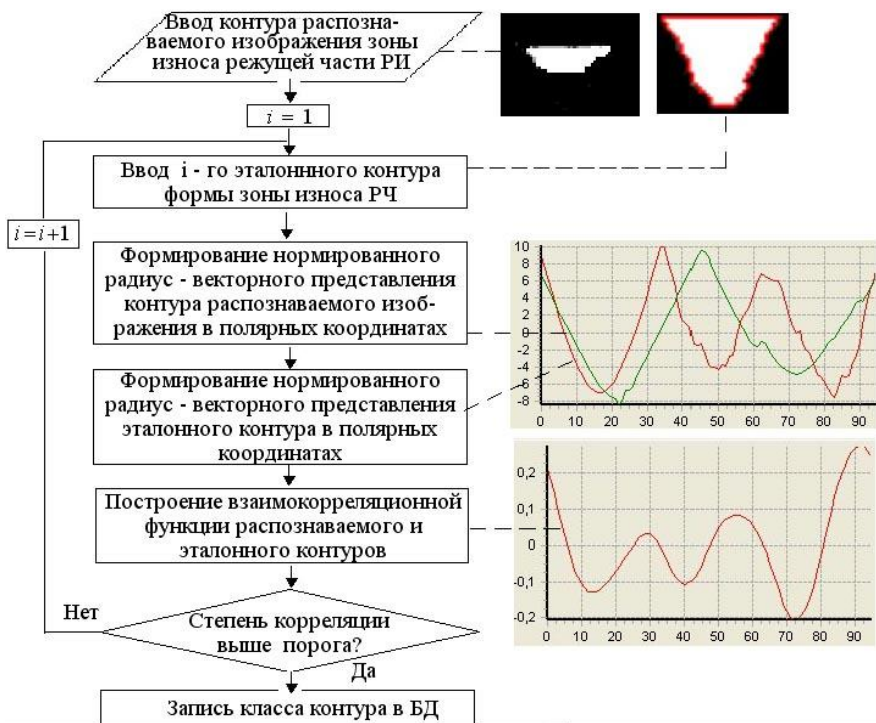 Ввод контура распозна-
ваемого изображения зоны
износа режущей части РИ
i = 1
Ввод i - го эталоннного контура
формы зоны износа РЧ
i=i+1
Формирование нормированного
радиус - векторного представления
контура распознаваемого изоб-
ражения в полярных координатах
Формирование нормированного
радиус - векторного представления
эталонного контура в полярных
координатах
Построение взаимокорреляционной
функции распознаваемого и
эталонного контуров
Нет
Степень корреляции
выше порога?
Да
Запись класса контура в БД
10
8
6
4
2
0
-2
-4
-6
-8
0 10 20 30 40 50 60 70 80 90
0,2
0,1
0
-0,1
-0,2
0 10 20 30 40 50 60 70 80 90